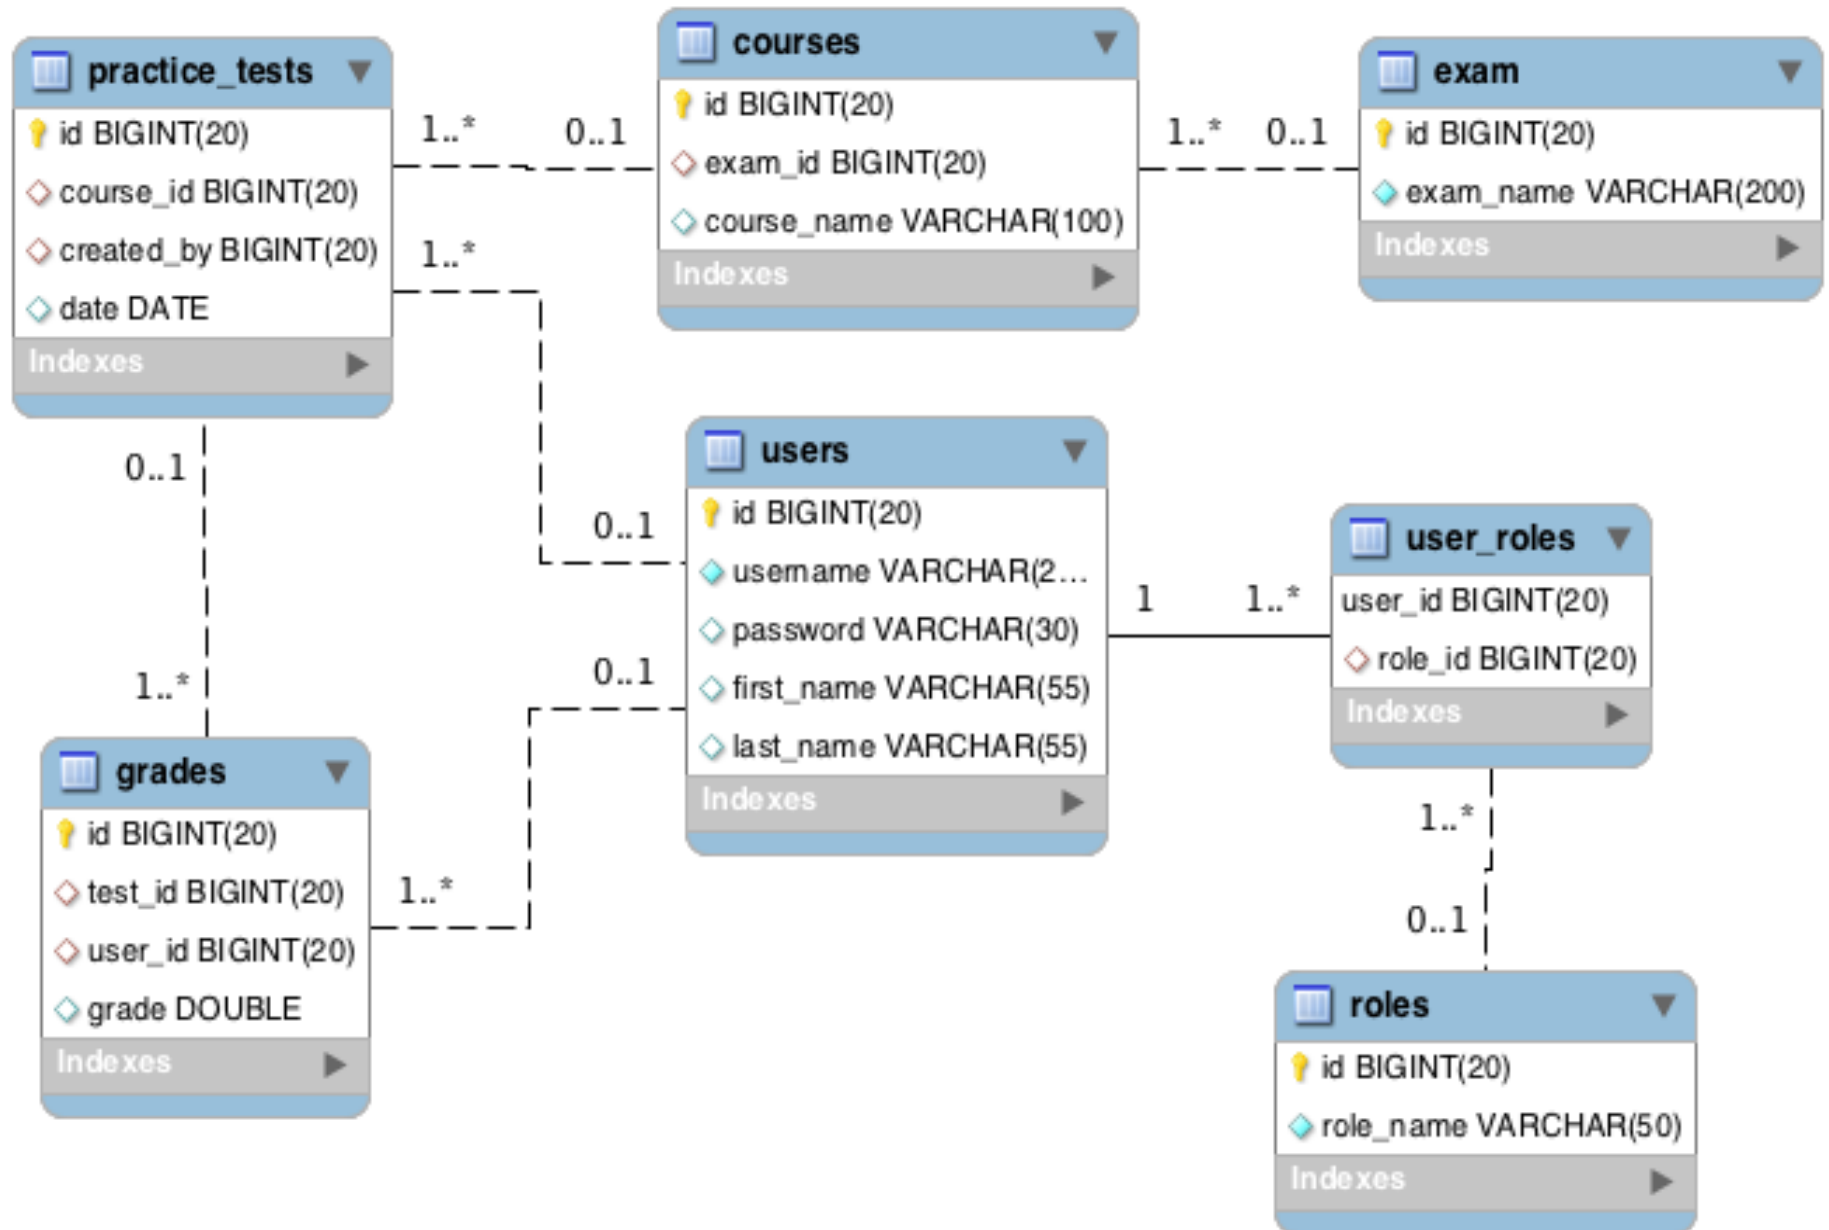 practice_tests
id BIGINT(20)
course_id BIGINT(20)
created_by BIGINT(20)
date DATE
Indexes
1..*
0..1
1..*
courses
id BIGINT(20)
exam_id BIGINT(20)
course_name VARCHAR(100)
Indexes
1..*
0..1
exam
id BIGINT(20)
exam_name VARCHAR(200)
Indexes
0..1
1..*
0..1
users
id BIGINT(20)
username VARCHAR(2...
password VARCHAR(30)
first_name VARCHAR(55)
last_name VARCHAR(55)
Indexes
1
1..*
user_roles
user_id BIGINT(20)
role_id BIGINT(20)
Indexes
0..1
1..*
grades
id BIGINT(20)
test_id BIGINT(20)
user_id BIGINT(20)
grade DOUBLE
Indexes
1..*
0..1
roles
id BIGINT(20)
role_name VARCHAR(50)
Indexes